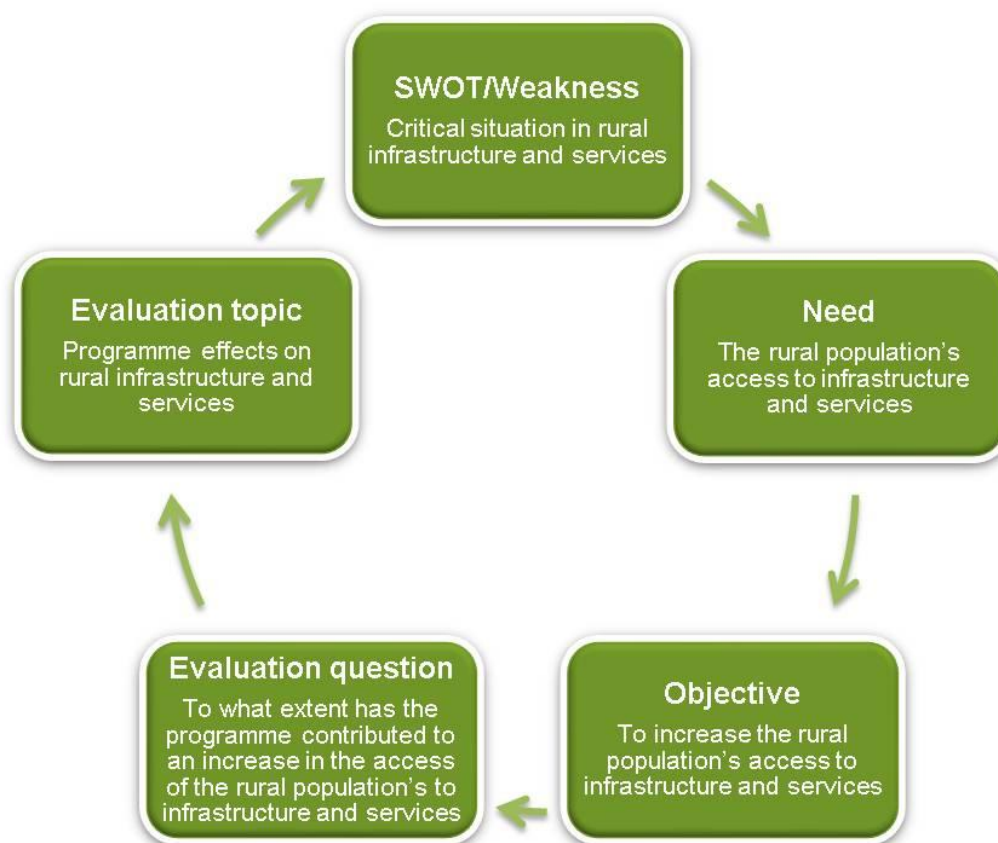 SWOT/Weakness
Critical situation in rural
infrastructure and services
Need
The rural population's
access to infrastructure
and services
Objective
To increase the rural
population's access to
infrastructure and services
Evaluation question
To what extent has the
programme contributed to
an increase in the access
of the rural population's to
infrastructure and services
Evaluation topic
Programme effects on
rural infrastructure and
services